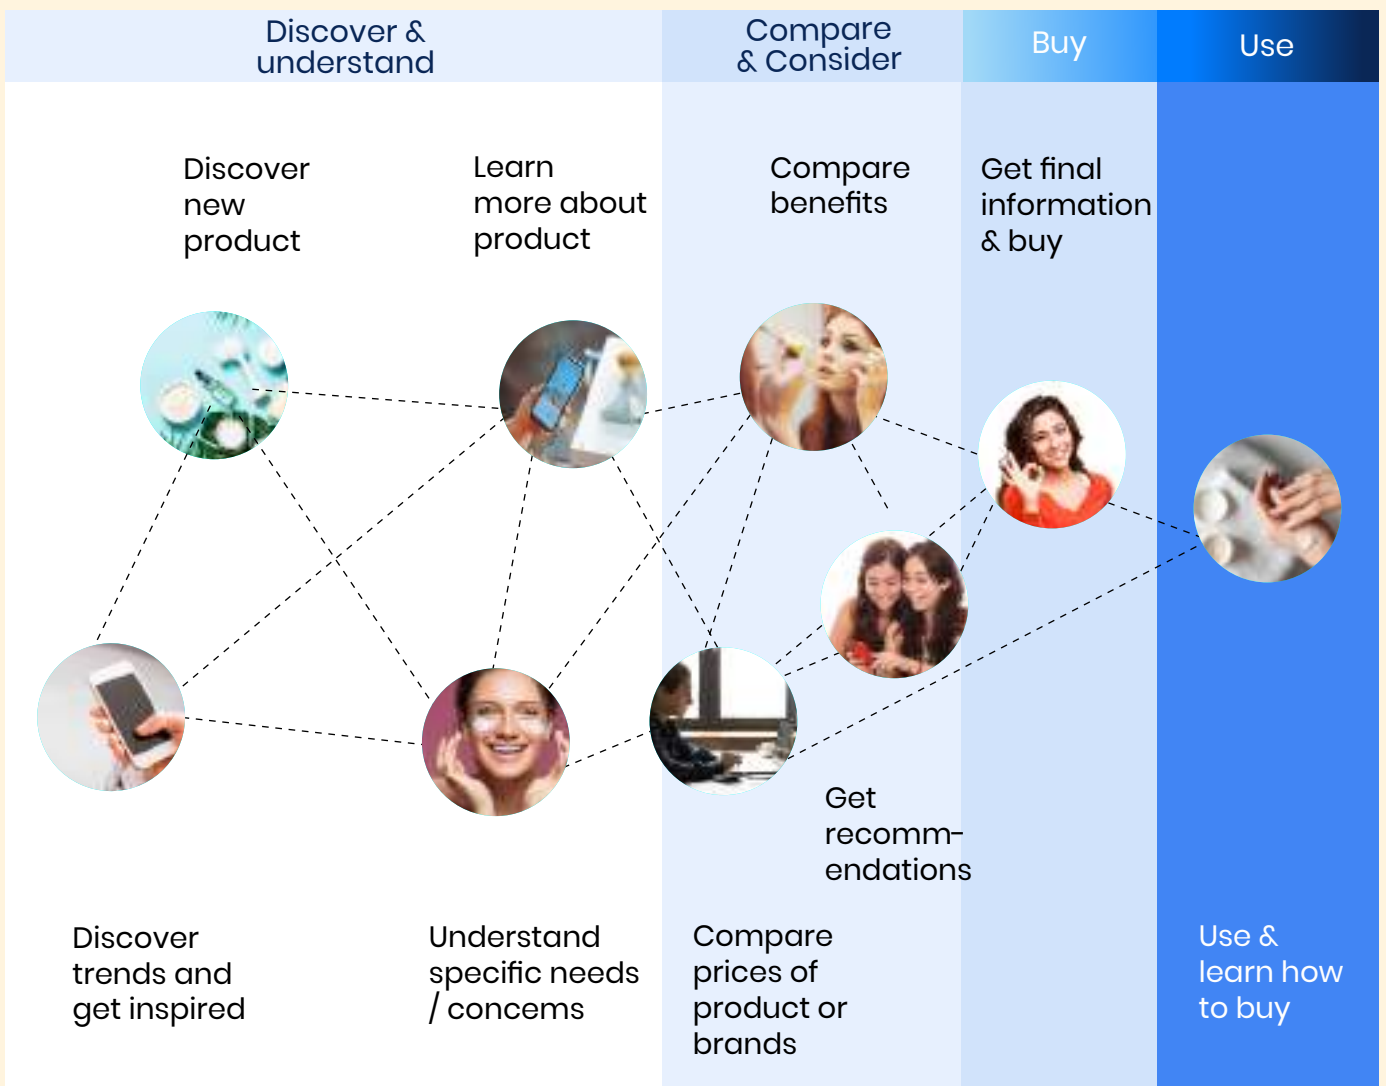 Discover &
understand
Compare
& Consider
Buy
Use
Discover
new
product
Learn
more about
product
Compare
benefits
Get final
information
& buy
Get
recomm-
endations
Discover
trends and
get inspired
Understand
specific needs
/ concems
Compare
prices of
product or
brands
Use &
learn how
to buy